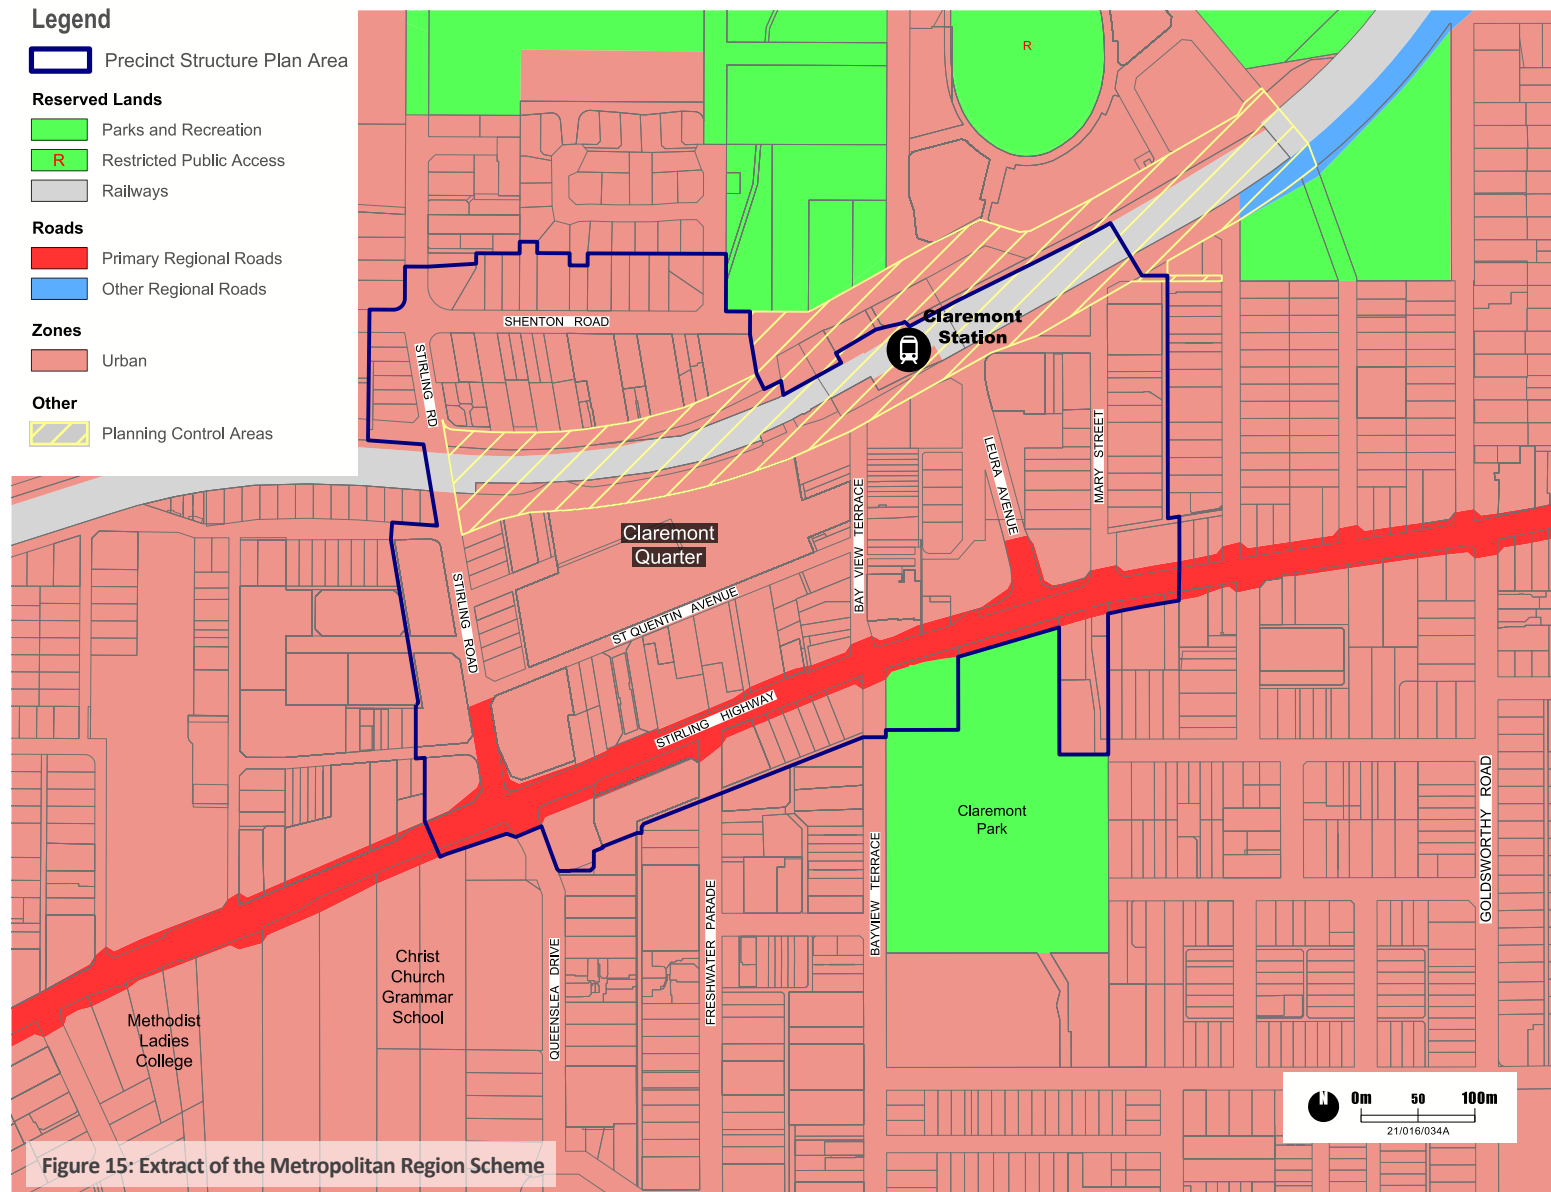 Legend
Precinct Structure Plan Area
Reserved Lands
Parks and Recreation
R
Restricted Public Access
Railways
Roads
Primary Regional Roads
Other Regional Roads
Zones
Urban
Other
Planning Control Areas
R
SHENTON ROAD
STIRLING RD
Claremont
Station
MARY STREET
LEURA AVENUE
BAY VIEW TERRACE
Claremont
Quarter
ST QUENTIN AVENUE
STIRLING ROAD
STIRLING HIGHWAY
Claremont
Park
GOLDSWORTHY ROAD
BAYVIEW TERRACE
FRESHWATER PARADE
QUEENSLEA DRIVE
Christ
Church
Grammar
School
Methodist
Ladies
College
N
0m 50 100m
21/016/034A
Figure 15: Extract of the Metropolitan Region Scheme